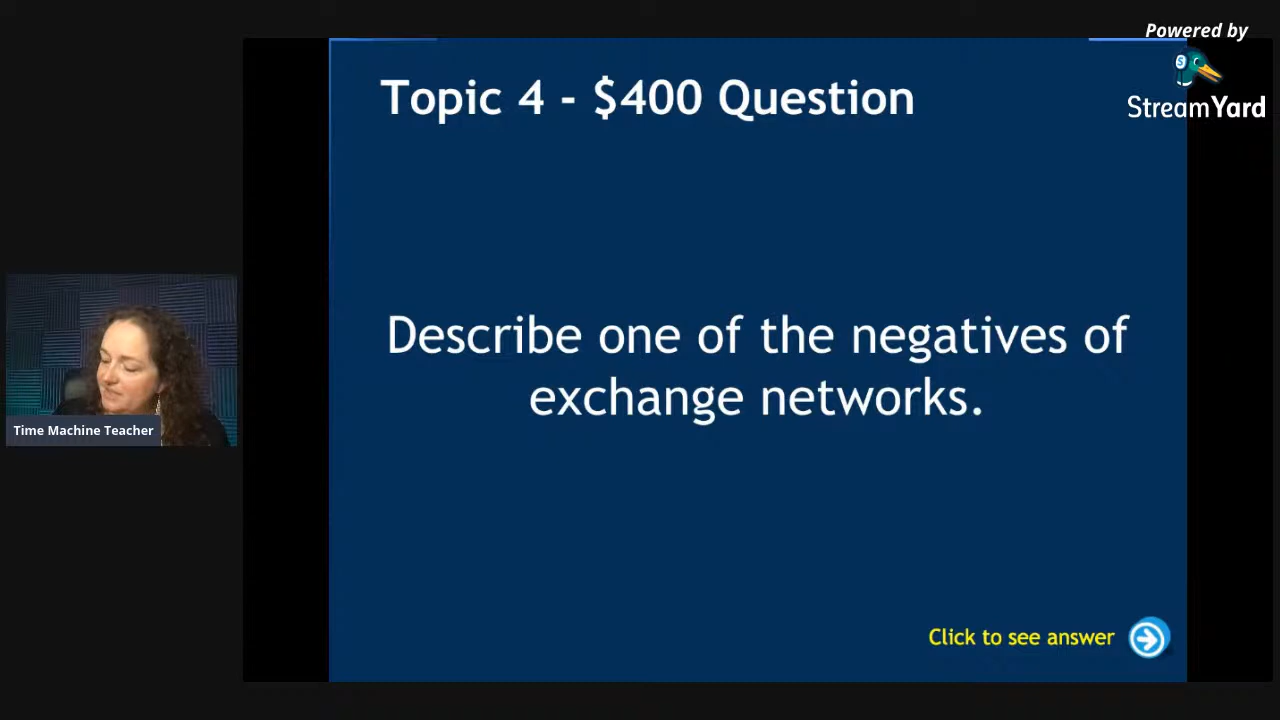 Powered by
StreamYard
Topic 4 - $400 Question
Describe one of the negatives of
exchange networks.
Time Machine Teacher
Click to see answer